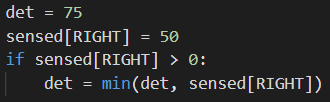 det = 75
sensed[RIGHT] = 50
if sensed[RIGHT] > 0:
    det = min(det, sensed[RIGHT])